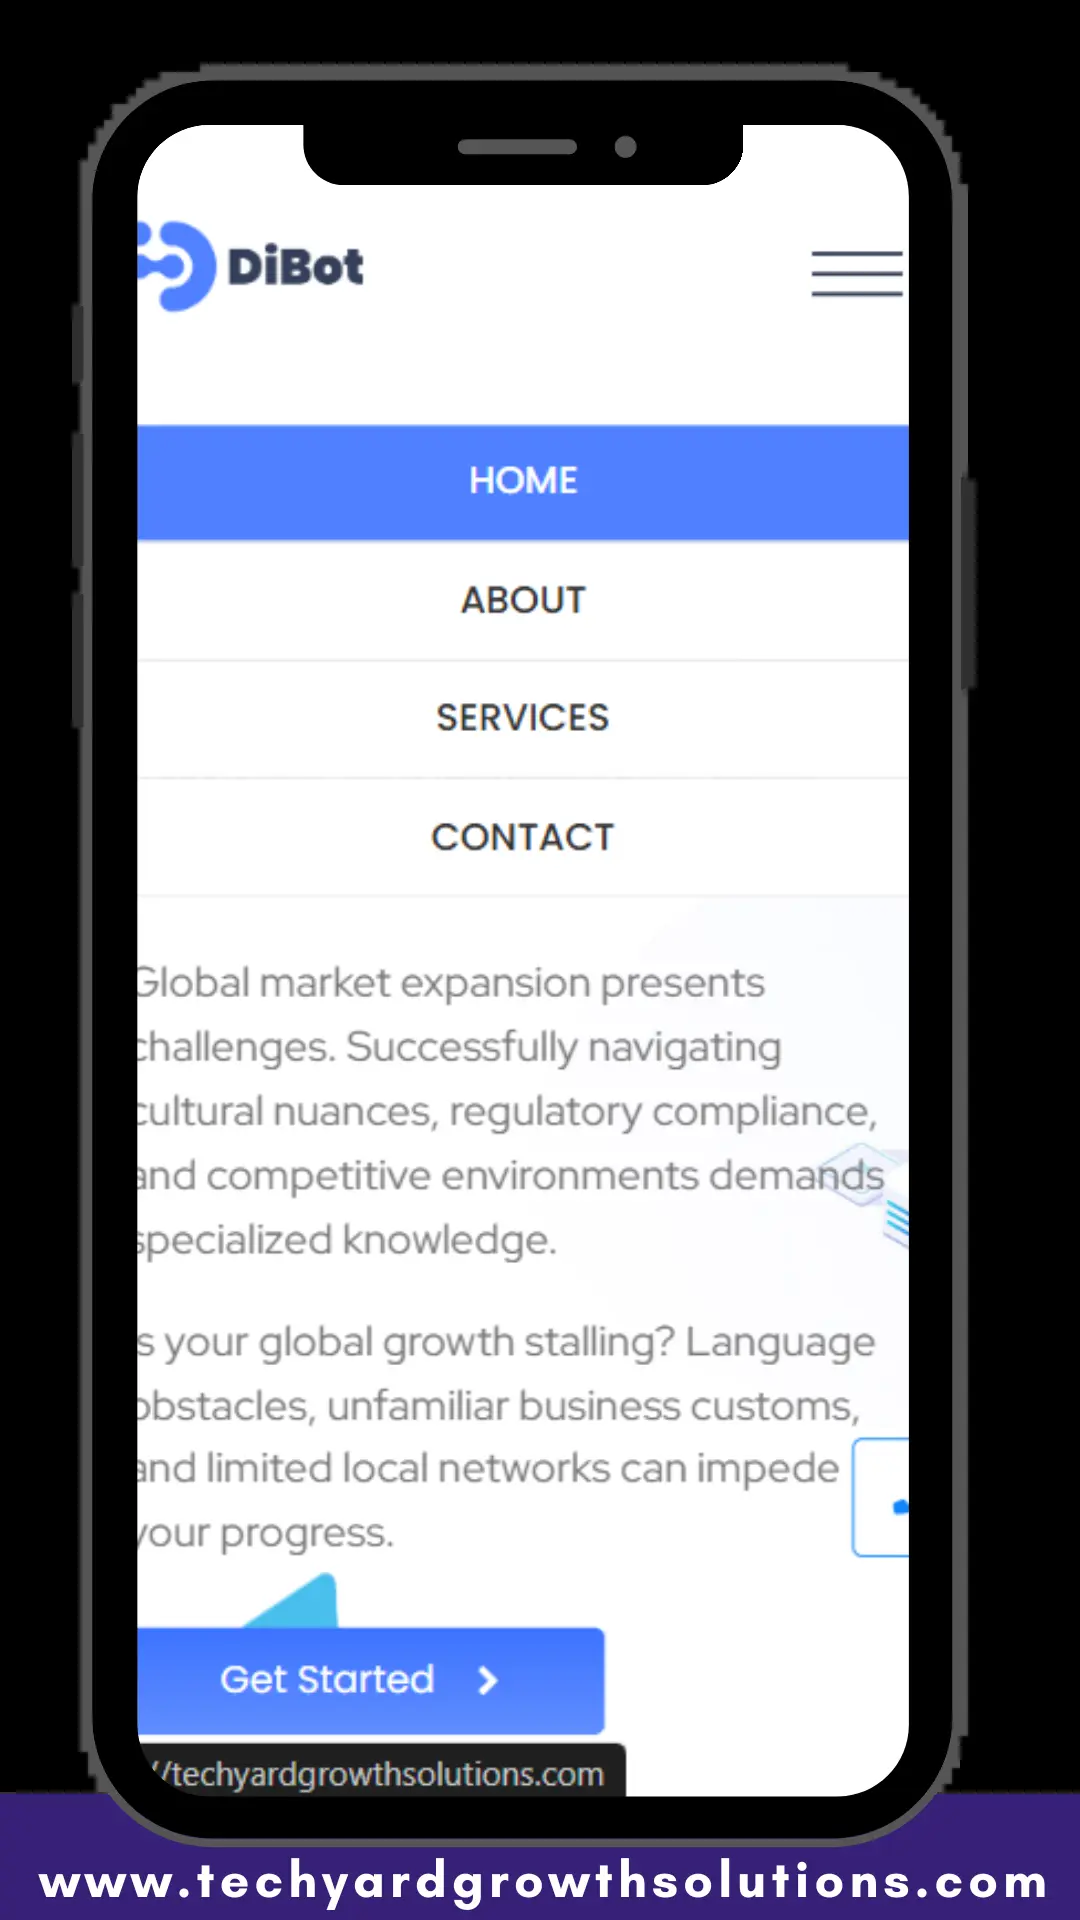 DiBot
HOME
ABOUT
SERVICES
CONTACT
Global market expansion presents
challenges. Successfully navigating
cultural nuances, regulatory compliance,
and competitive environments demands
specialized knowledge.
s your global growth stalling? Language
obstacles, unfamiliar business customs,
and limited local networks can impede
your progress.
Get Started
//techyardgrowthsolutions.com
www.techyardgrowthsolutions.com